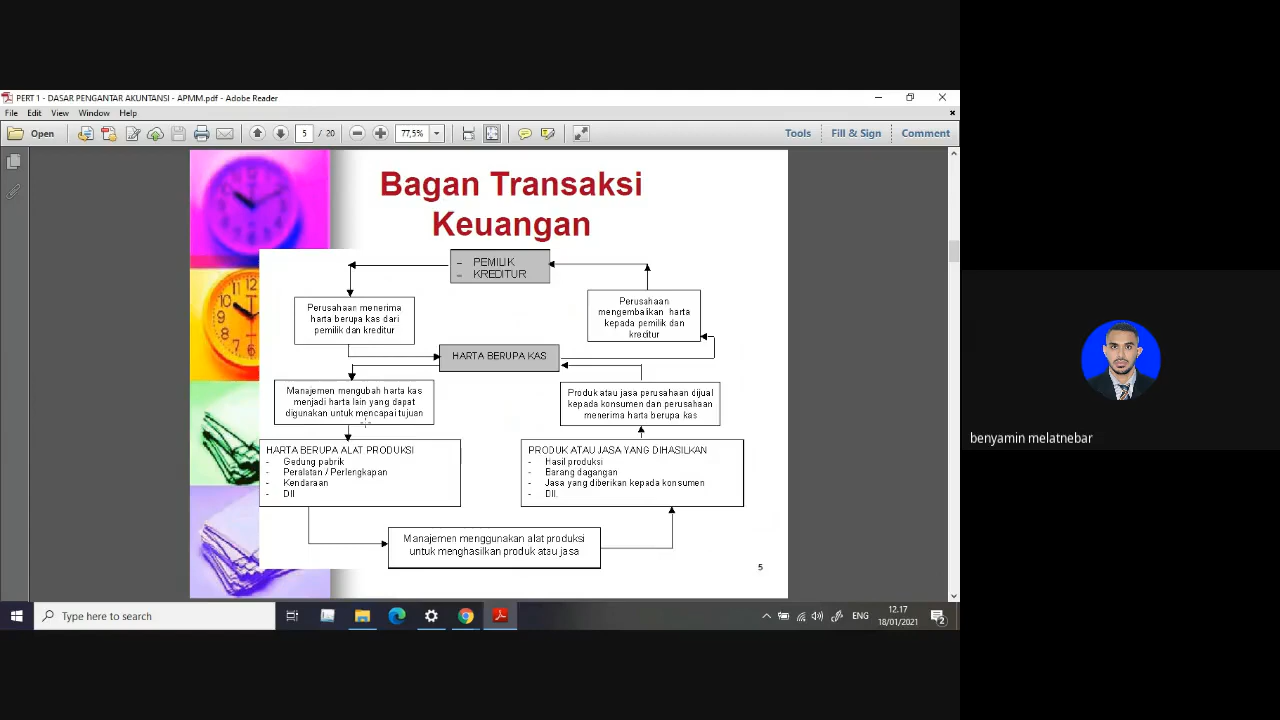 PERT 1 - DASAR PENGANTAR AKUNTANSI - APMM.pdf - Adobe Reader
File Edit View Window Help
Open 5 / 20 77,5% Tools Fill & Sign Comment
Bagan Transaksi
Keuangan
- PEMILIK
- KREDITUR
Perusahaan menerima
harta berupa kas dari
pemilik dan kreditur
Perusahaan
mengembalikan harta
kepada pemilik dan
kreditur
HARTA BERUPA KAS
Manajemen mengubah harta kas
menjadi harta lain yang dapat
digunakan untuk mencapai tujuan
Produk atau jasa perusahaan dijual
kepada konsumen dan perusahaan
menerima harta berupa kas
HARTA BERUPA ALAT PRODUKSI
- Gedung pabrik
- Peralatan / Perlengkapan
- Kendaraan
- Dll
PRODUK ATAU JASA YANG DIHASILKAN
- Hasil produksi
- Barang dagangan
- Jasa yang diberikan kepada konsumen
- Dll.
Manajemen menggunakan alat produksi
untuk menghasilkan produk atau jasa
5
benyamin melatnebar
Type here to search
ENG
12.17
18/01/2021
2